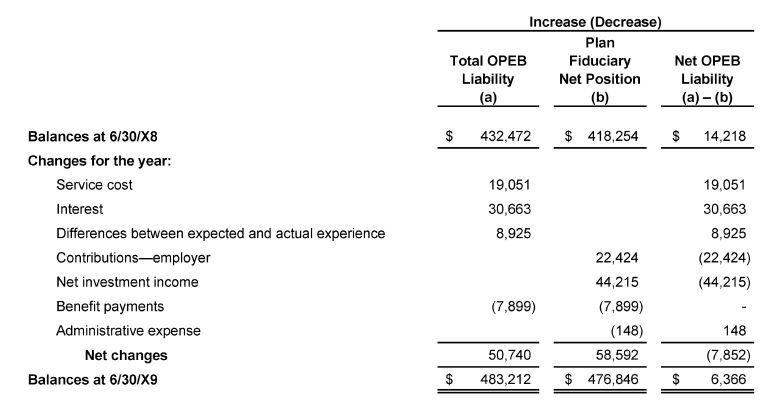 Increase (Decrease)
Plan
Total OPEB Fiduciary Net OPEB
Liability Net Position Liability
(a) (b) (a) – (b)
Balances at 6/30/X8 $ 432,472 $ 418,254 $ 14,218
Changes for the year:
Service cost 19,051 19,051
Interest 30,663 30,663
Differences between expected and actual experience 8,925 8,925
Contributions—employer 22,424 (22,424)
Net investment income 44,215 (44,215)
Benefit payments (7,899) (7,899) -
Administrative expense (148) 148
Net changes 50,740 58,592 (7,852)
Balances at 6/30/X9 $ 483,212 $ 476,846 $ 6,366